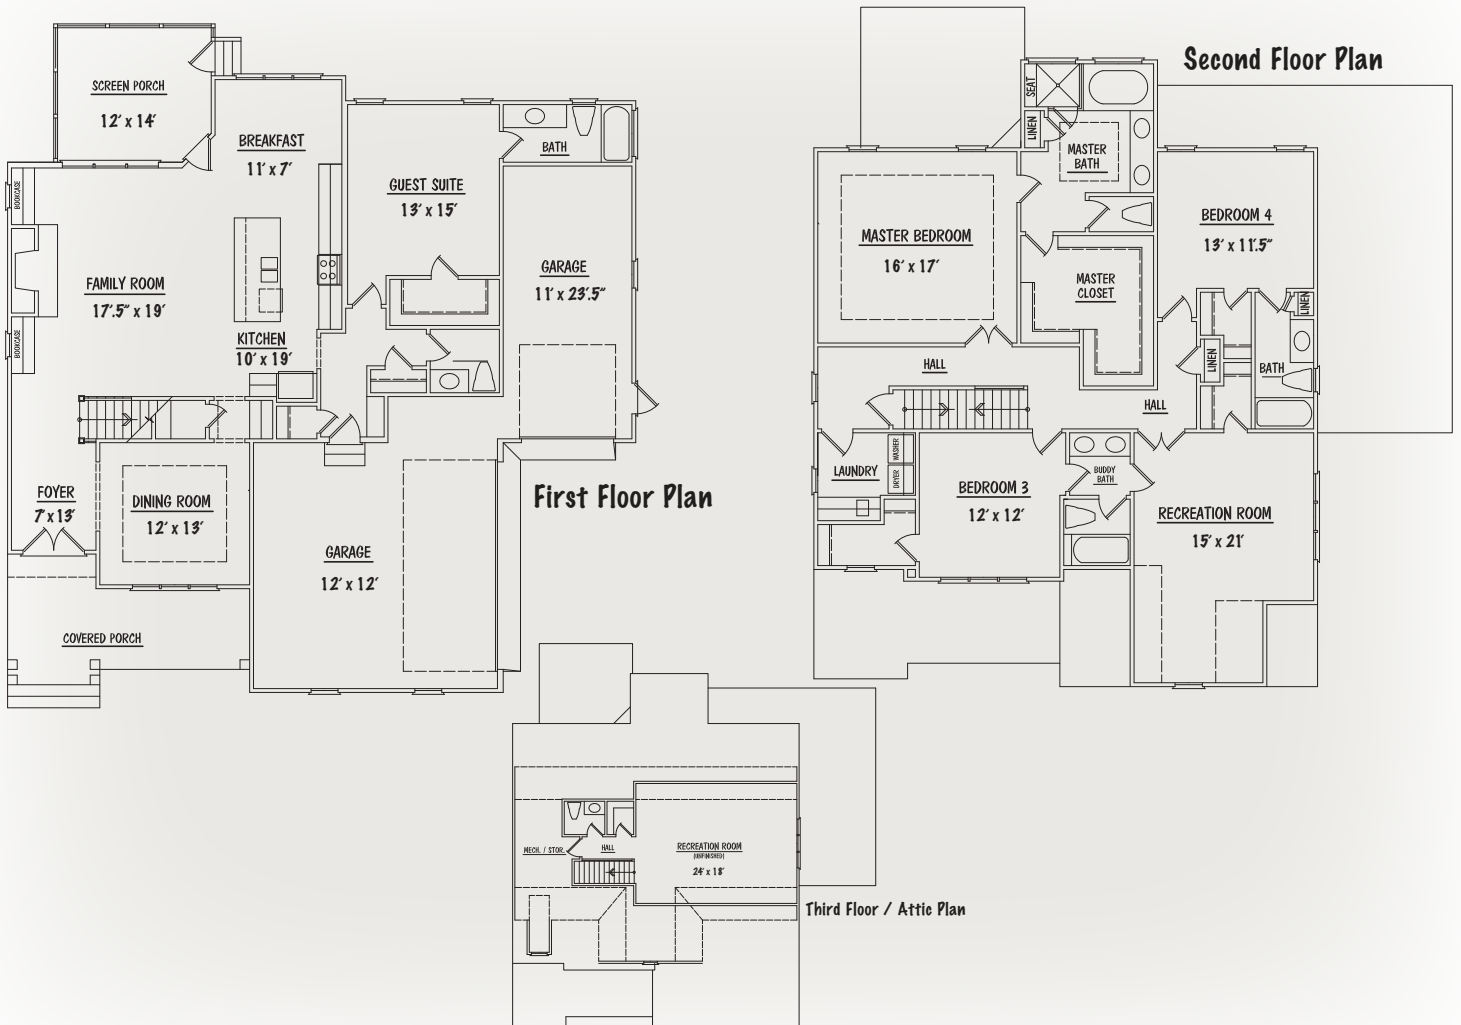 SCREEN PORCH
12' x 14'
BREAKFAST
11' x 7'
BOOKCASE
GUEST SUITE
13' x 15'
BATH
FAMILY ROOM
17'.5" x 19'
GARAGE
11' x 23'.5"
KITCHEN
10' x 19'
BOOKCASE
FOYER
7' x 13'
DINING ROOM
12' x 13'
GARAGE
12' x 12'
COVERED PORCH
First Floor Plan
Second Floor Plan
SEAT
LINEN
MASTER
BATH
MASTER BEDROOM
16' x 17'
BEDROOM 4
13' x 11'.5"
MASTER
CLOSET
LINEN
HALL
LINEN
BATH
HALL
LAUNDRY
WASHER
DRYER
BEDROOM 3
12' x 12'
BUDDY
BATH
RECREATION ROOM
15' x 21'
MECH. / STOR.
HALL
RECREATION ROOM
(UNFINISHED)
24' x 18'
Third Floor / Attic Plan